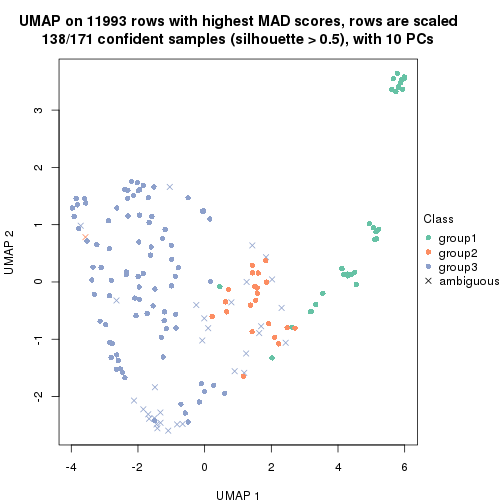 UMAP on 11993 rows with highest MAD scores, rows are scaled
138/171 confident samples (silhouette > 0.5), with 10 PCs
3
2
1
0
-1
-2
UMAP 2
-4
-2
0
2
4
6
UMAP 1
Class
group1
group2
group3
ambiguous